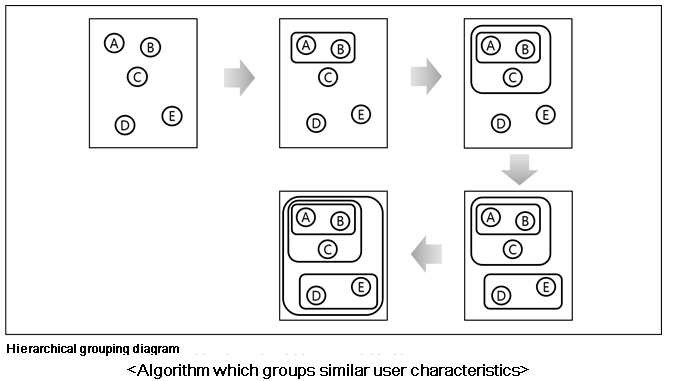 A B C D E
A B C D E
A B C D E
A B C D E
A B C D E
Hierarchical grouping diagram
<Algorithm which groups similar user characteristics>